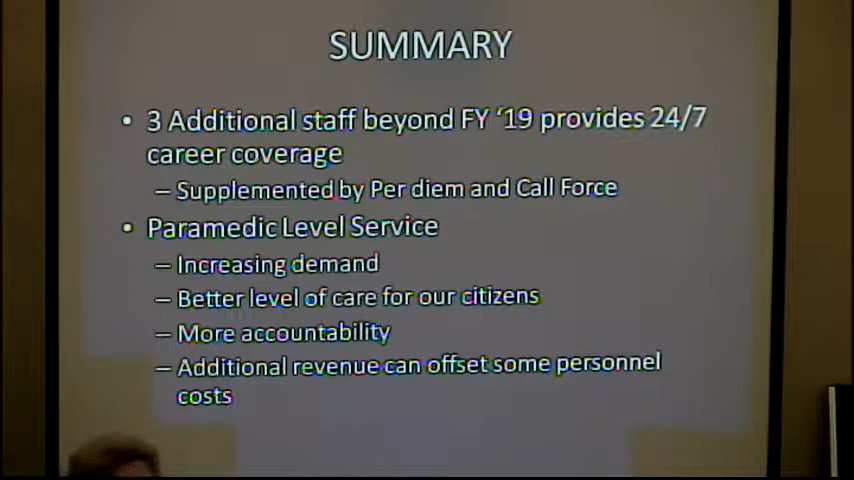 SUMMARY
• 3 Additional staff beyond FY ‘19 provides 24/7
career coverage
– Supplemented by Per diem and Call Force
• Paramedic Level Service
– Increasing demand
– Better level of care for our citizens
– More accountability
– Additional revenue can offset some personnel
costs